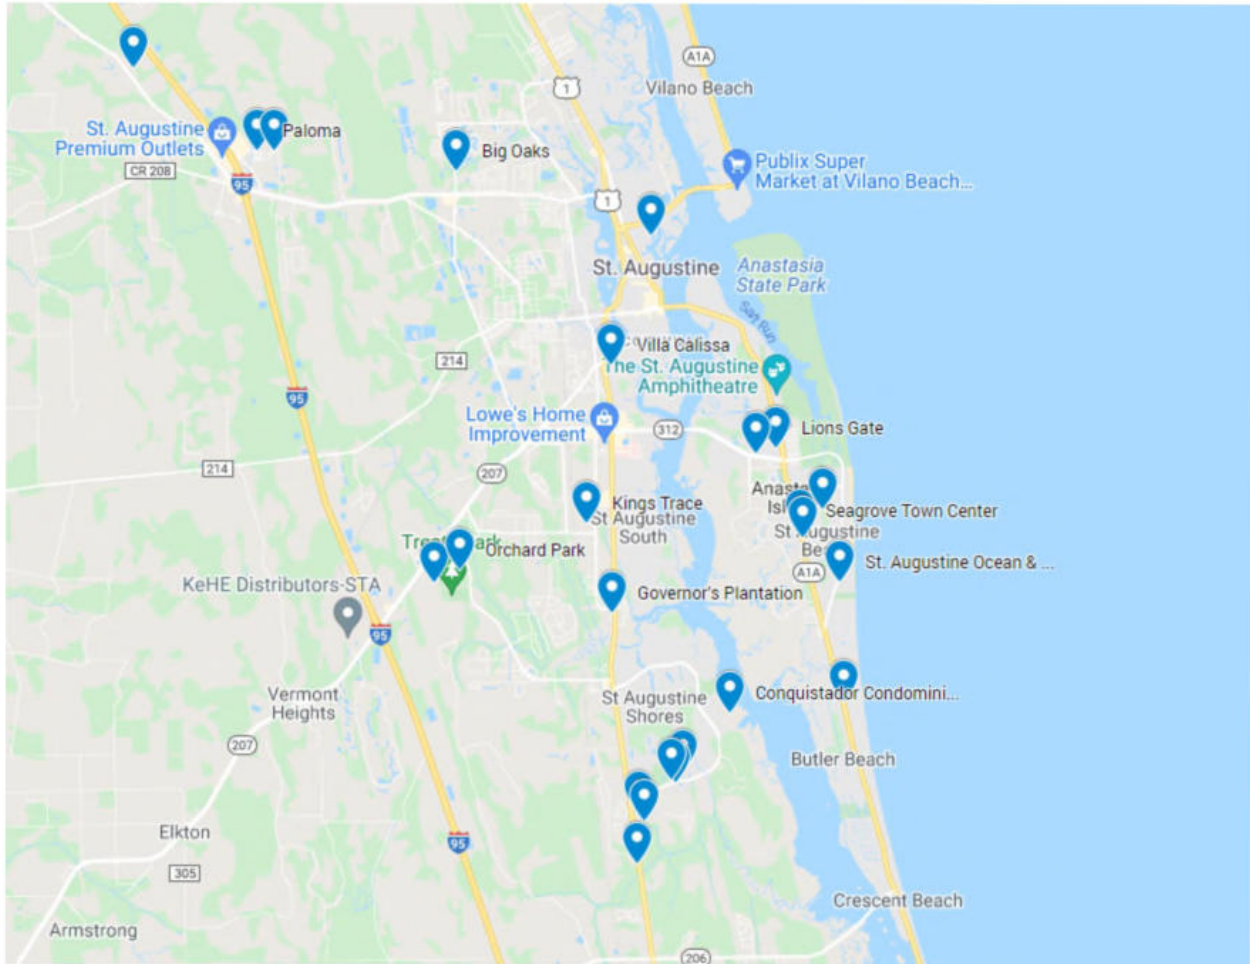 A1A
Vilano Beach
1
St. Augustine
Premium Outlets
Paloma
Big Oaks
CR 208
95
Publix Super
Market at Vilano Beach...
1
St. Augustine
Anastasia
State Park
San Run
Villa Calissa
214
The St. Augustine
Amphitheatre
95
Lowe's Home
Improvement
312
Lions Gate
214
207
Kings Trace
St Augustine
South
Seagrove Town Center
Orchard Park
St. Augustine Ocean & ...
A1A
KeHE Distributors-STA
Governor's Plantation
95
Vermont
Heights
St Augustine
Shores
Conquistador Condomini...
207
Butler Beach
Elkton
95
305
Crescent Beach
Armstrong
206